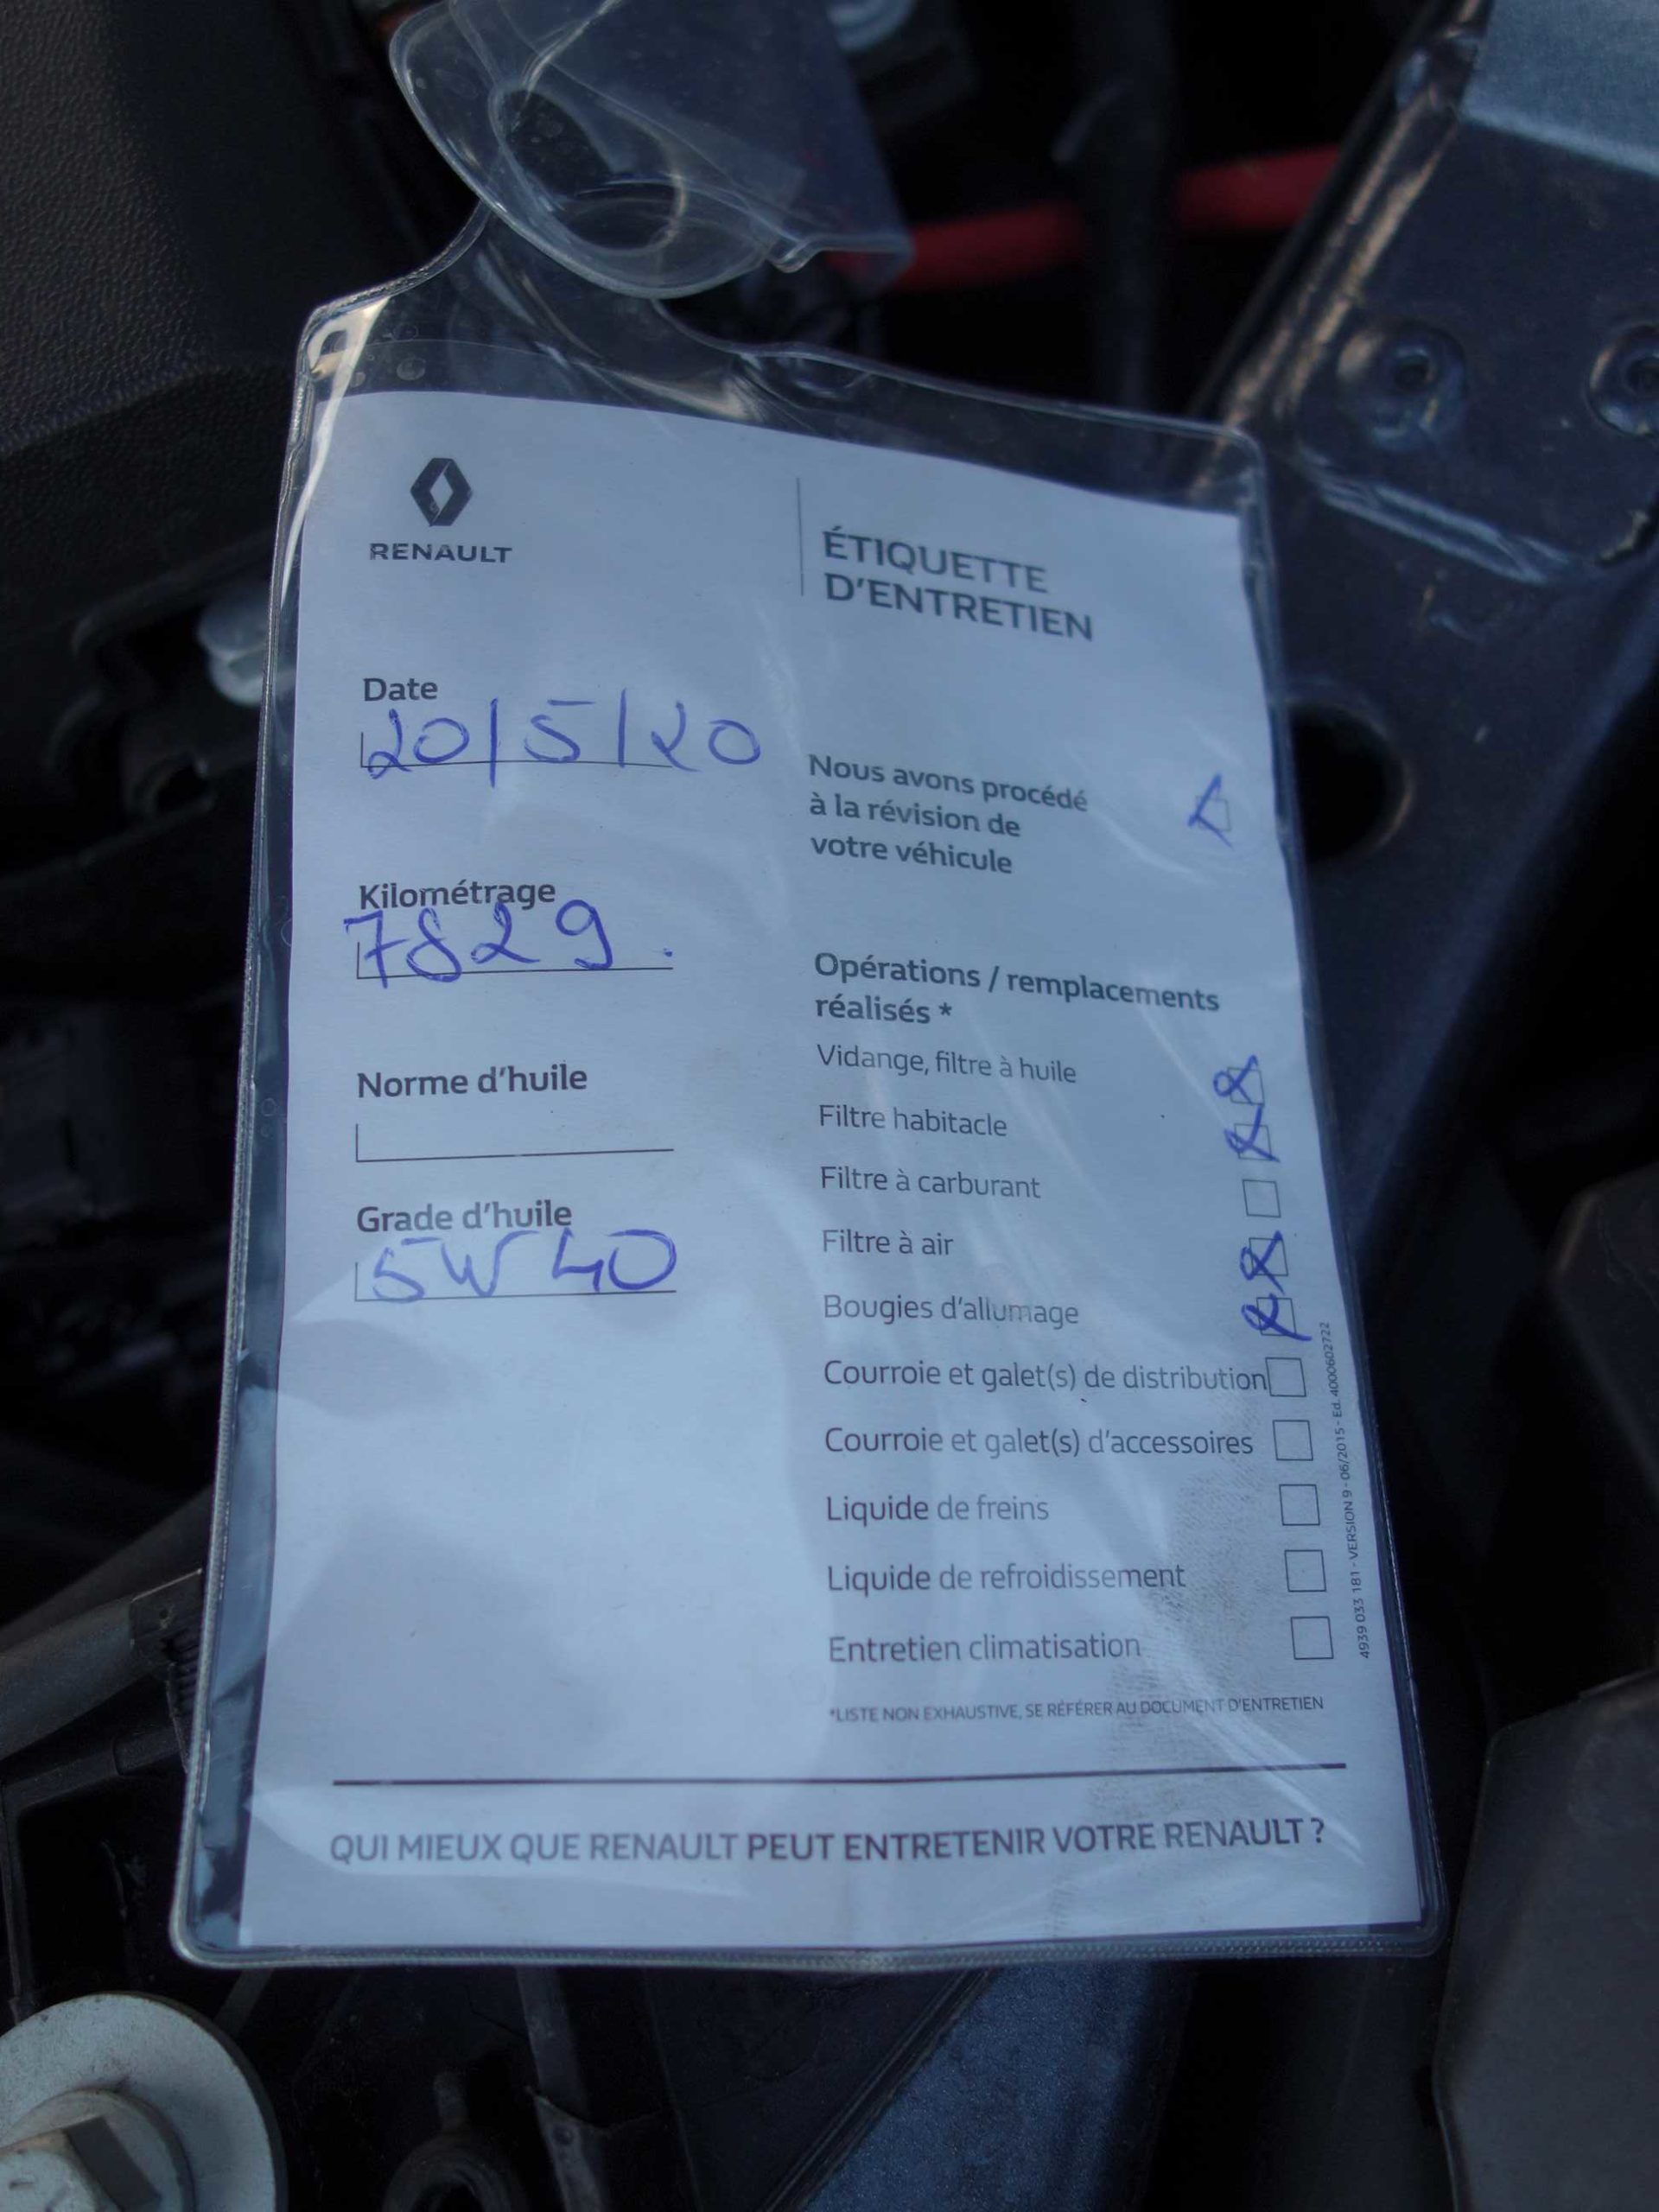 RENAULT
ÉTIQUETTE
D'ENTRETIEN
Date
20/5/20
Kilométrage
7829.
Norme d'huile
Grade d'huile
5W40
Nous avons procédé
à la révision de
votre véhicule
Opérations / remplacements
réalisés *
Vidange, filtre à huile
Filtre habitacle
Filtre à carburant
Filtre à air
Bougies d'allumage
Courroie et galet(s) de distribution
Courroie et galet(s) d'accessoires
Liquide de freins
Liquide de refroidissement
Entretien climatisation
*LISTE NON EXHAUSTIVE, SE RÉFÉRER AU DOCUMENT D'ENTRETIEN
4939 033 181 - VERSION 9 - 06/2015 - Ed. 4000602722
QUI MIEUX QUE RENAULT PEUT ENTRETENIR VOTRE RENAULT ?